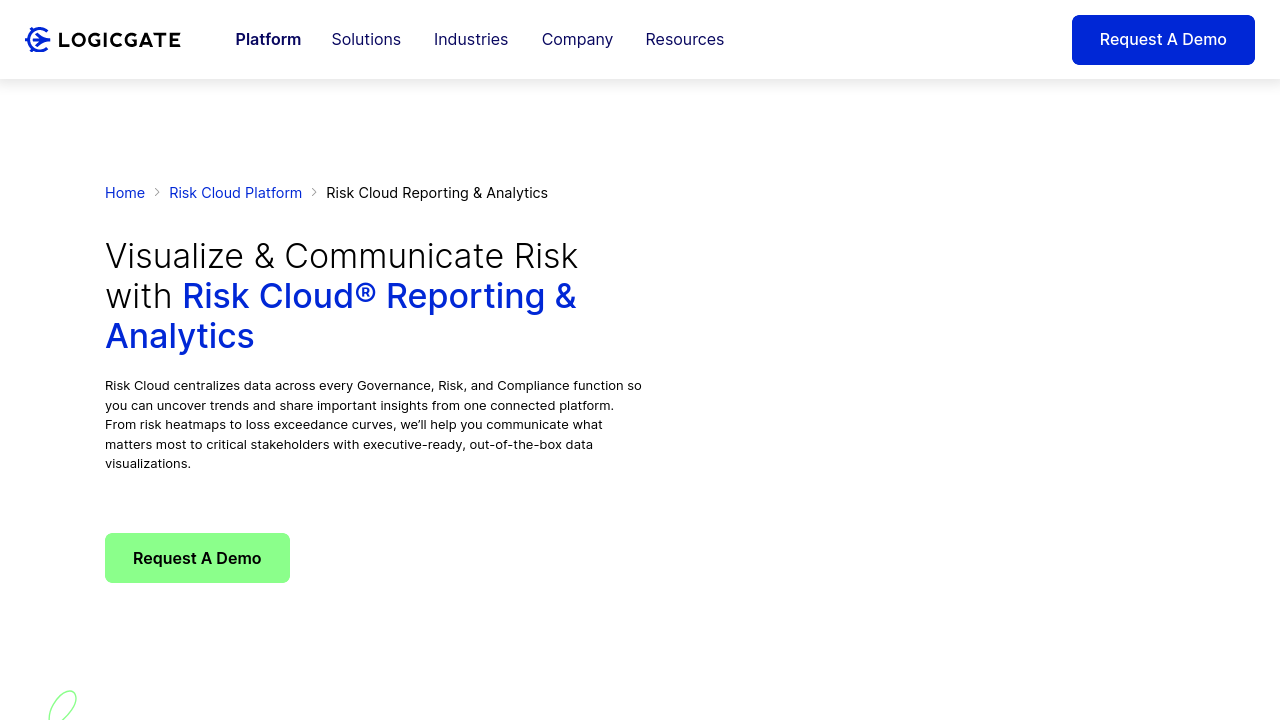 LOGICGATE
Platform
Solutions
Industries
Company
Resources
Request A Demo
Home
Risk Cloud Platform
Risk Cloud Reporting & Analytics
Visualize & Communicate Risk
with Risk Cloud® Reporting &
Analytics
Risk Cloud centralizes data across every Governance, Risk, and Compliance function so
you can uncover trends and share important insights from one connected platform.
From risk heatmaps to loss exceedance curves, we’ll help you communicate what
matters most to critical stakeholders with executive-ready, out-of-the-box data
visualizations.
Request A Demo